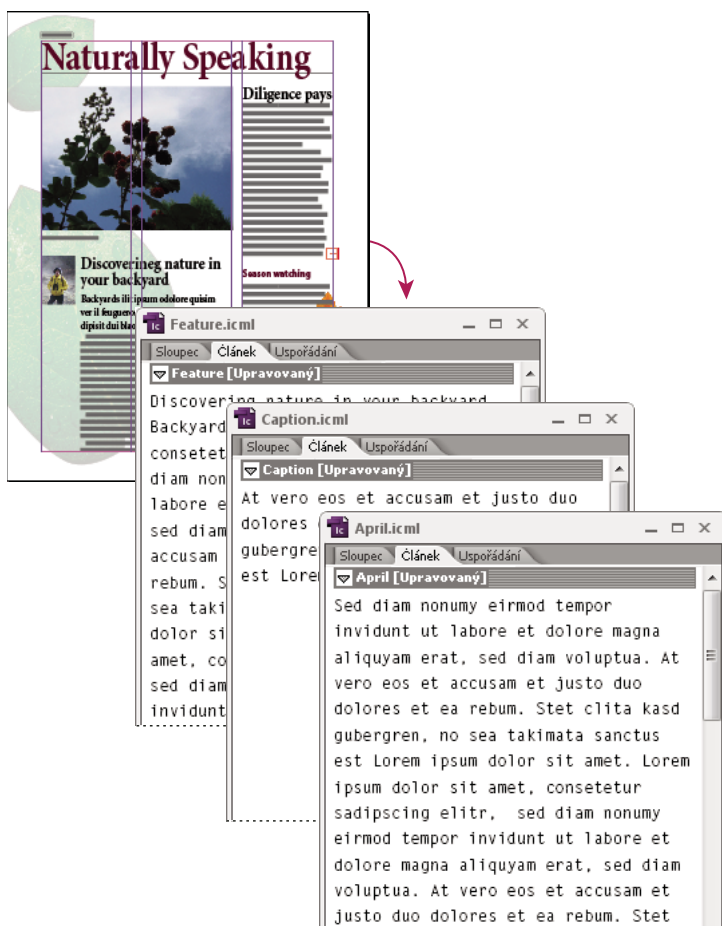 Naturally Speaking
Diligence pays
Discoverineg nature in
your backyard
Backyards ilit ipsum odolore quisim
ver il feuguero
dipisit dui blao
Season watching
Feature.icml
Sloupec Článek Uspořádání
Feature [Upravovaný]
Discovering nature in your backyard
Backyard
consetet
diam non
labore e
sed diam
accusam
rebum. S
sea taki
dolor si
amet, co
sed diam
invidunt
Caption.icml
Sloupec Článek Uspořádání
Caption [Upravovaný]
At vero eos et accusam et justo duo
dolores
gubergre
est Lore
April.icml
Sloupec Článek Uspořádání
April [Upravovaný]
Sed diam nonumy eirmod tempor
invidunt ut labore et dolore magna
aliquyam erat, sed diam voluptua. At
vero eos et accusam et justo duo
dolores et ea rebum. Stet clita kasd
gubergren, no sea takimata sanctus
est Lorem ipsum dolor sit amet. Lorem
ipsum dolor sit amet, consetetur
sadipscing elitr,  sed diam nonumy
eirmod tempor invidunt ut labore et
dolore magna aliquyam erat, sed diam
voluptua. At vero eos et accusam et
justo duo dolores et ea rebum. Stet